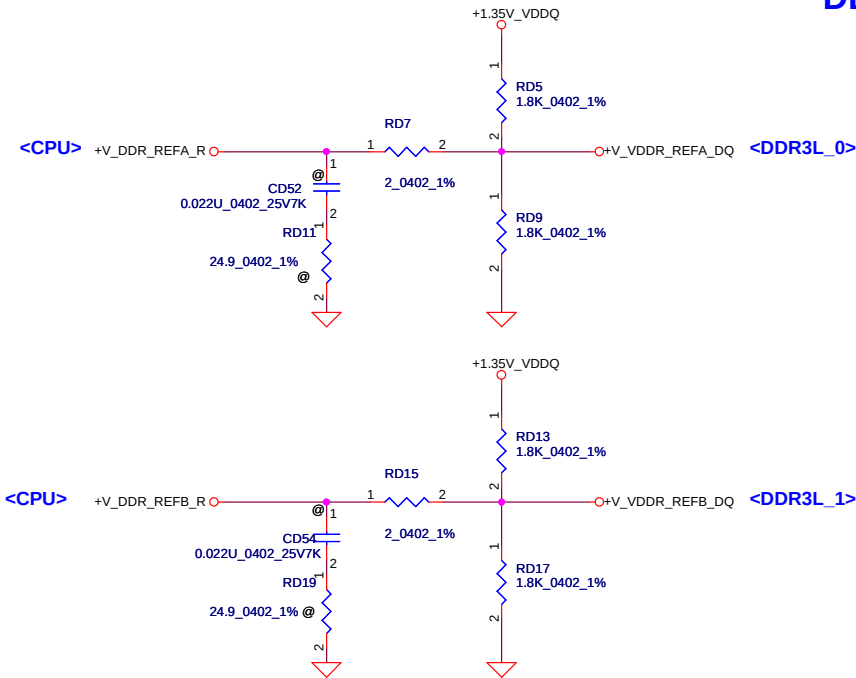 +1.35V_VDDQ
1
RD5
1.8K_0402_1%
2
RD7
<CPU>
+V_DDR_REFA_R
1
2
+V_VDDR_REFA_DQ
<DDR3L_0>
2_0402_1%
@
1
CD52
0.022U_0402_25V7K
2
1
RD11
24.9_0402_1%
@
2
1
RD9
1.8K_0402_1%
2
+1.35V_VDDQ
1
RD13
1.8K_0402_1%
2
RD15
<CPU>
+V_DDR_REFB_R
1
2
+V_VDDR_REFB_DQ
<DDR3L_1>
2_0402_1%
@
1
CD54
0.022U_0402_25V7K
2
1
RD19
24.9_0402_1% @
2
1
RD17
1.8K_0402_1%
2